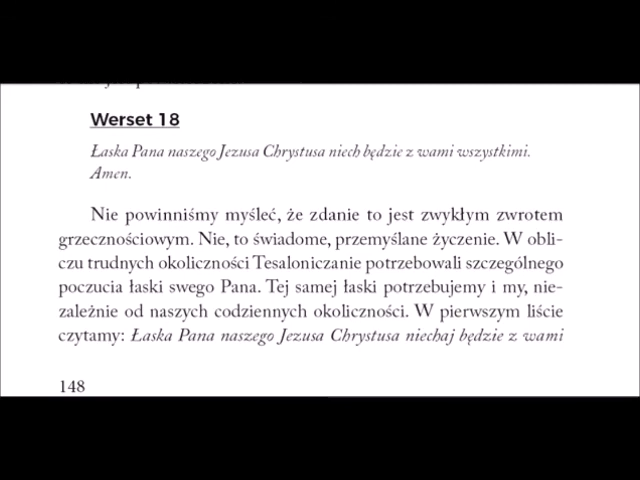 Werset 18
Łaska Pana naszego Jezusa Chrystusa niech będzie z wami wszystkimi.
Amen.
Nie powinniśmy myśleć, że zdanie to jest zwykłym zwrotem
grzecznościowym. Nie, to świadome, przemyślane życzenie. W obli-
czu trudnych okoliczności Tesaloniczanie potrzebowali szczególnego
poczucia łaski swego Pana. Tej samej łaski potrzebujemy i my, nie-
zależnie od naszych codziennych okoliczności. W pierwszym liście
czytamy: Łaska Pana naszego Jezusa Chrystusa niechaj będzie z wami
148